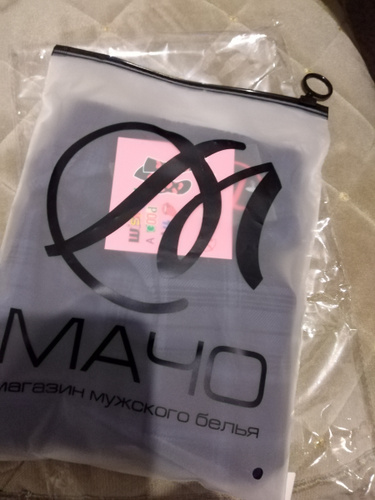 МАЧО
магазин мужского белья